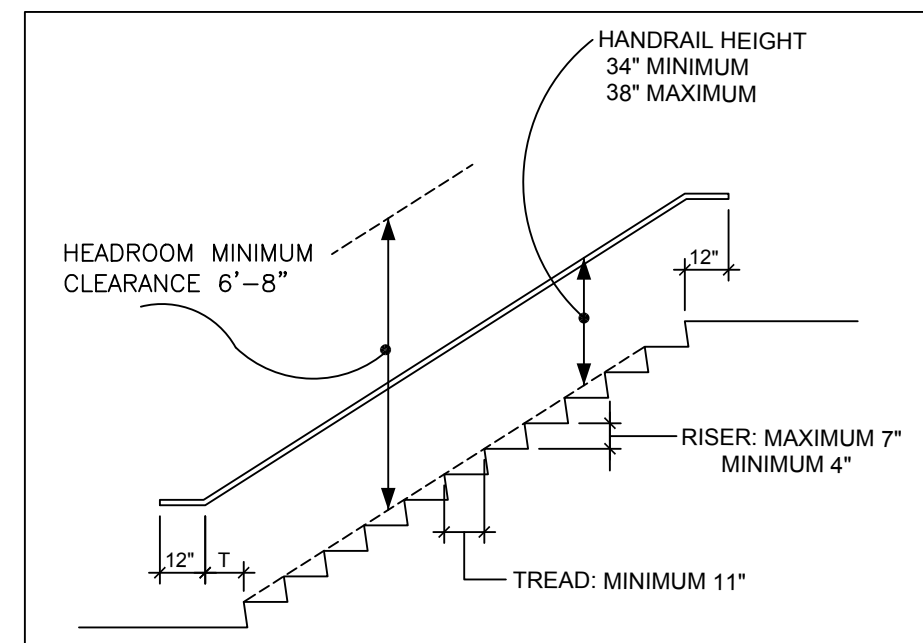 HANDRAIL HEIGHT
34" MINIMUM
38" MAXIMUM
HEADROOM MINIMUM
CLEARANCE 6'-8"
12"
RISER: MAXIMUM 7"
MINIMUM 4"
12"
T
TREAD: MINIMUM 11"